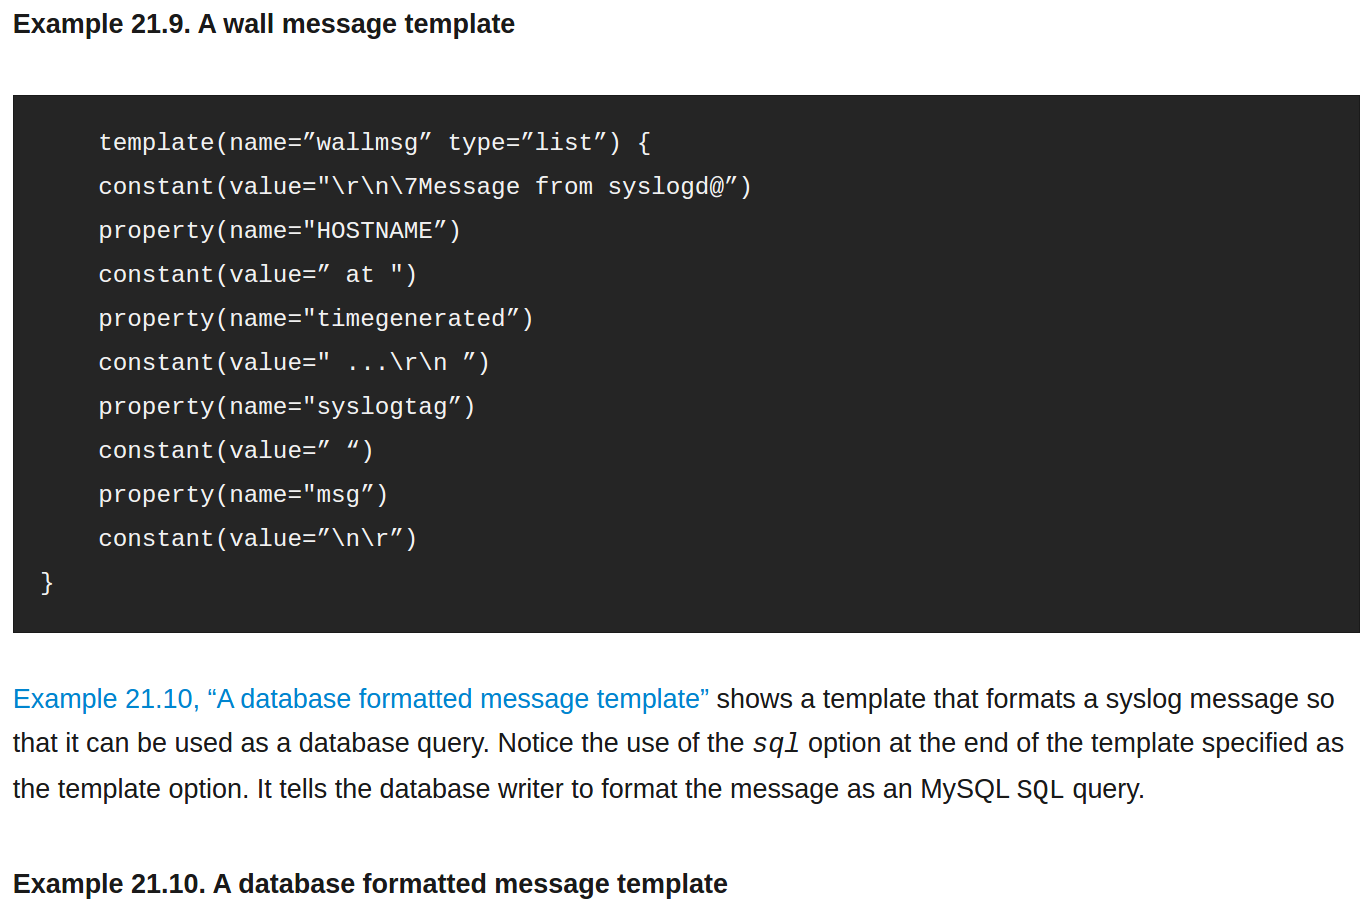 Example 21.9. A wall message template
template(name=”wallmsg” type=”list”) {
constant(value="\r\n\7Message from syslogd@”)
property(name="HOSTNAME”)
constant(value=” at ")
property(name="timegenerated”)
constant(value=" ...\r\n ”)
property(name="syslogtag”)
constant(value=” “)
property(name="msg”)
constant(value=”\n\r”)
}
Example 21.10, “A database formatted message template” shows a template that formats a syslog message so
that it can be used as a database query. Notice the use of the sql option at the end of the template specified as
the template option. It tells the database writer to format the message as an MySQL SQL query.
Example 21.10. A database formatted message template